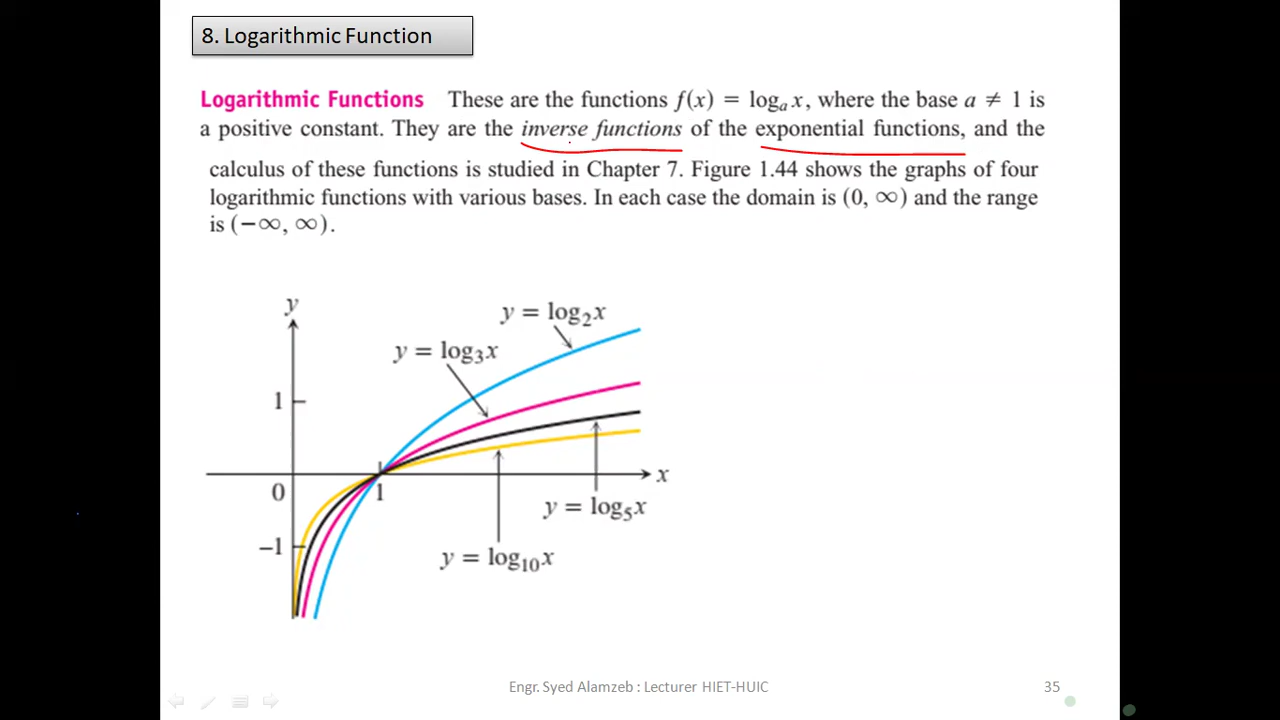 8. Logarithmic Function
Logarithmic Functions These are the functions f(x) = logₐ x, where the base a ≠ 1 is
a positive constant. They are the inverse functions of the exponential functions, and the
calculus of these functions is studied in Chapter 7. Figure 1.44 shows the graphs of four
logarithmic functions with various bases. In each case the domain is (0, ∞) and the range
is (−∞, ∞).
y
y = log₂x
y = log₃x
1
x
0
1
y = log₅x
−1
y = log₁₀x
Engr. Syed Alamzeb : Lecturer HIET-HUIC
35